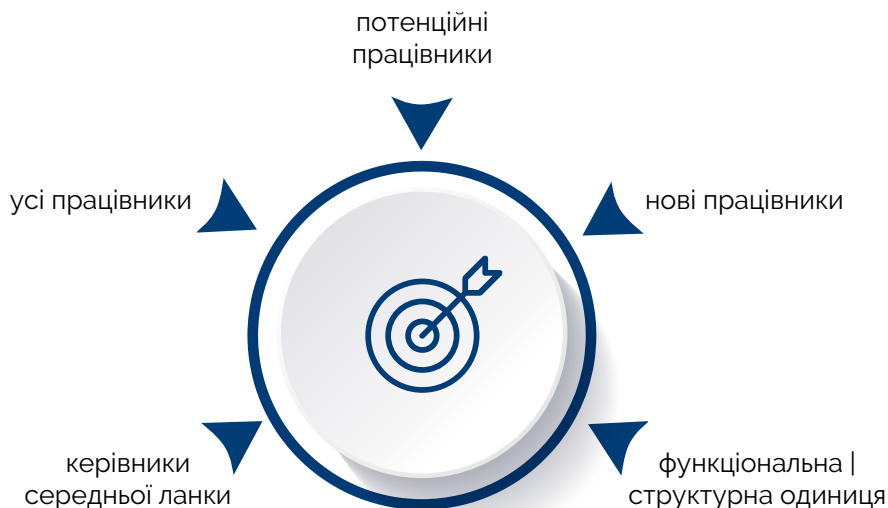 потенційні
працівники
усі працівники
нові працівники
керівники
середньої ланки
функціональна |
структурна одиниця